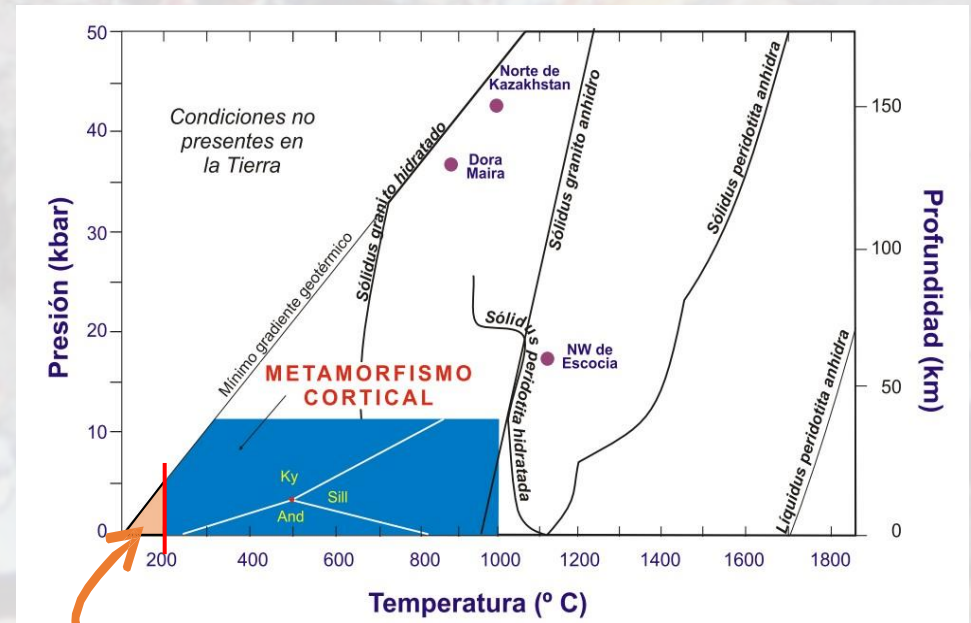 50
40
30
20
10
0
Presión (kbar)
Condiciones no
presentes en
la Tierra
Mínimo gradiente geotérmico
Sólidus granito hidratado
Norte de
Kazakhstan
Dora
Maira
Sólidus granito anhidro
Sólidus peridotita anhidra
Sólidus peridotita hidratada
NW de
Escocia
METAMORFISMO
CORTICAL
Ky
Sill
And
Líquidus peridotita anhidra
150
100
50
0
Profundidad (km)
200 400 600 800 1000 1200 1400 1600 1800
Temperatura (º C)